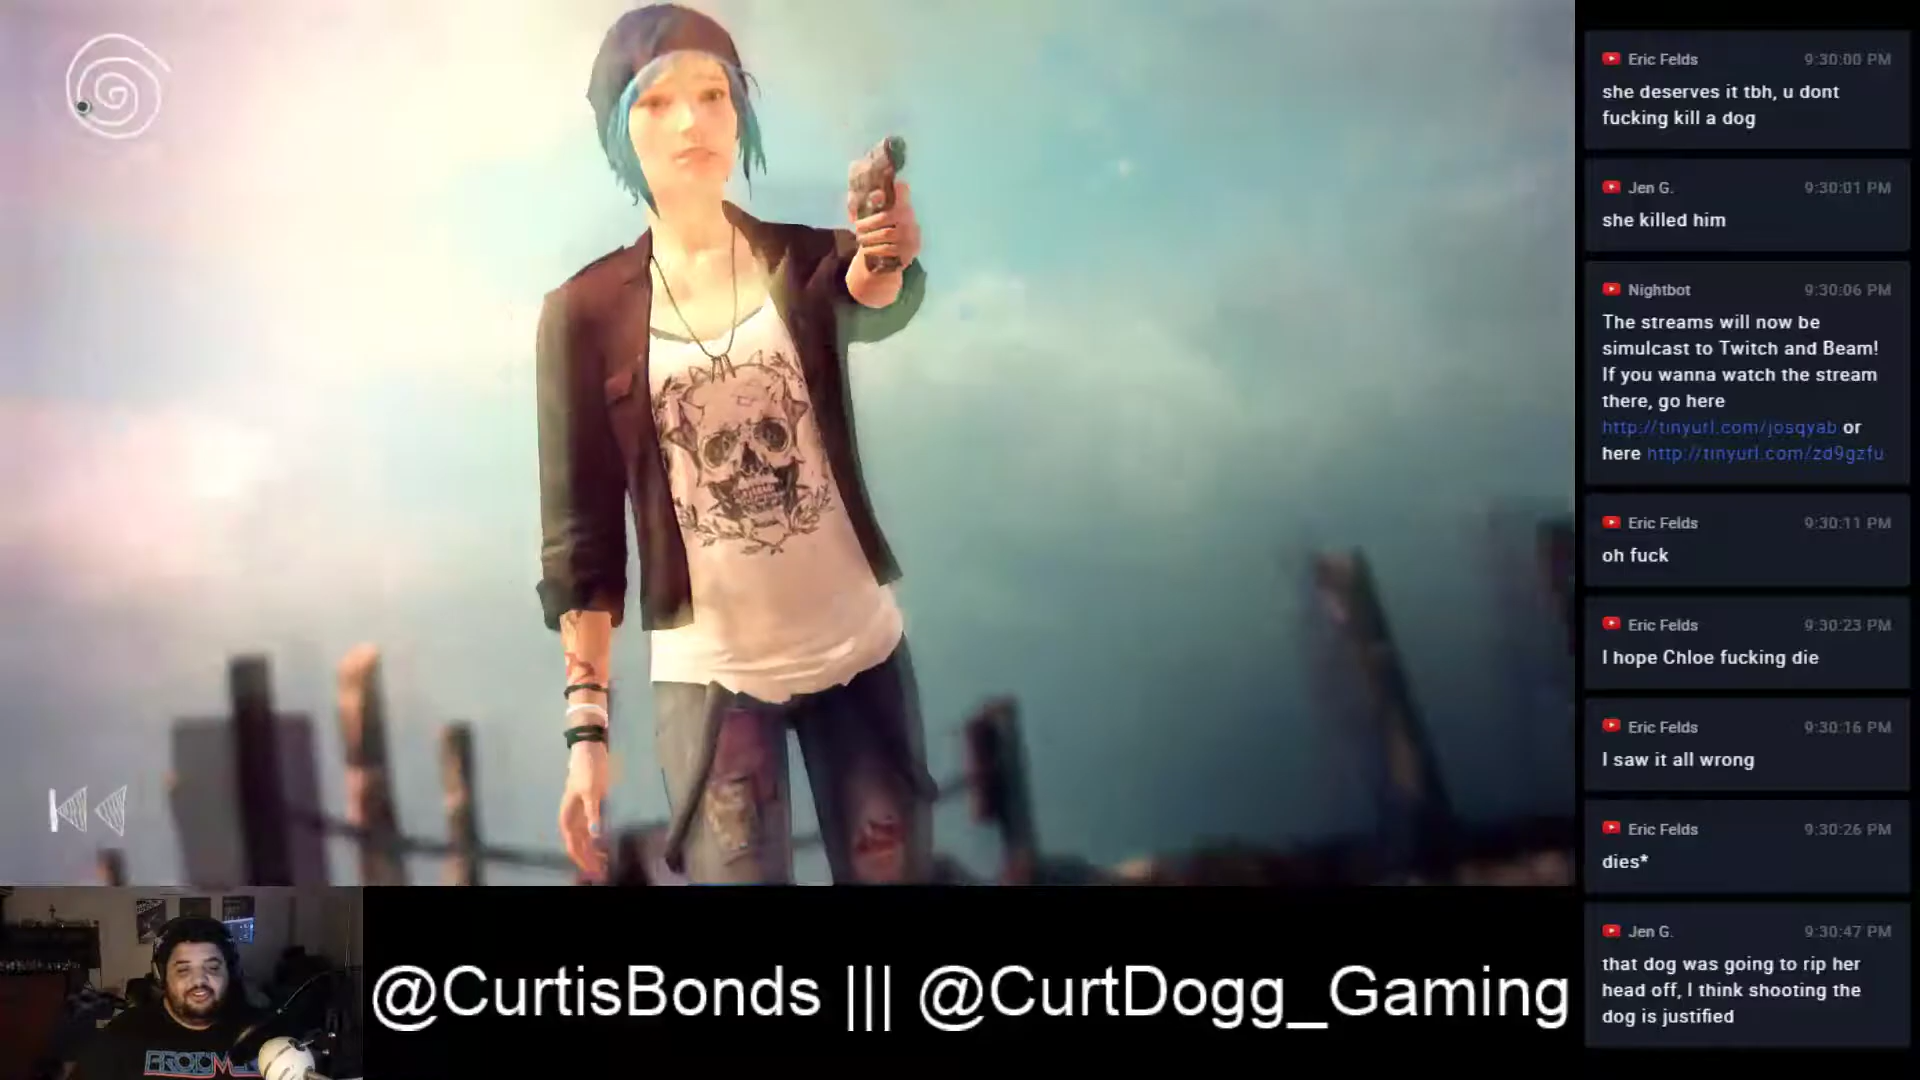 Eric Felds 9:30:00 PM
she deserves it tbh, u dont
fucking kill a dog
Jen G. 9:30:01 PM
she killed him
Nightbot 9:30:06 PM
The streams will now be
simulcast to Twitch and Beam!
If you wanna watch the stream
there, go here
http://tinyurl.com/josqyab or
here http://tinyurl.com/zd9gzfu
Eric Felds 9:30:11 PM
oh fuck
Eric Felds 9:30:23 PM
I hope Chloe fucking die
Eric Felds 9:30:16 PM
I saw it all wrong
Eric Felds 9:30:26 PM
dies*
Jen G. 9:30:47 PM
that dog was going to rip her
head off, I think shooting the
dog is justified
@CurtisBonds ||| @CurtDogg_Gaming